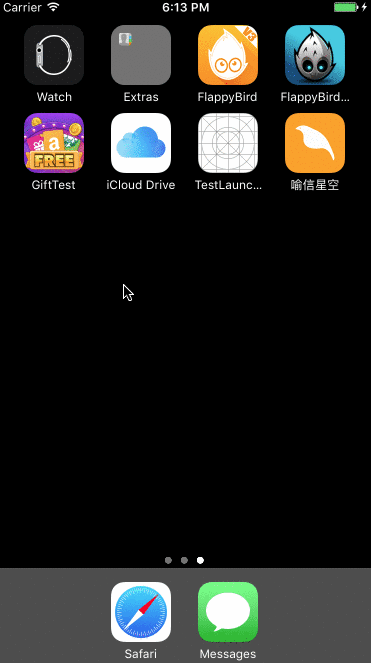 Carrier 6:13 PM
Watch Extras FlappyBird FlappyBird...
V3
a
FREE
GiftTest iCloud Drive TestLaunc... 喻信星空
Safari Messages